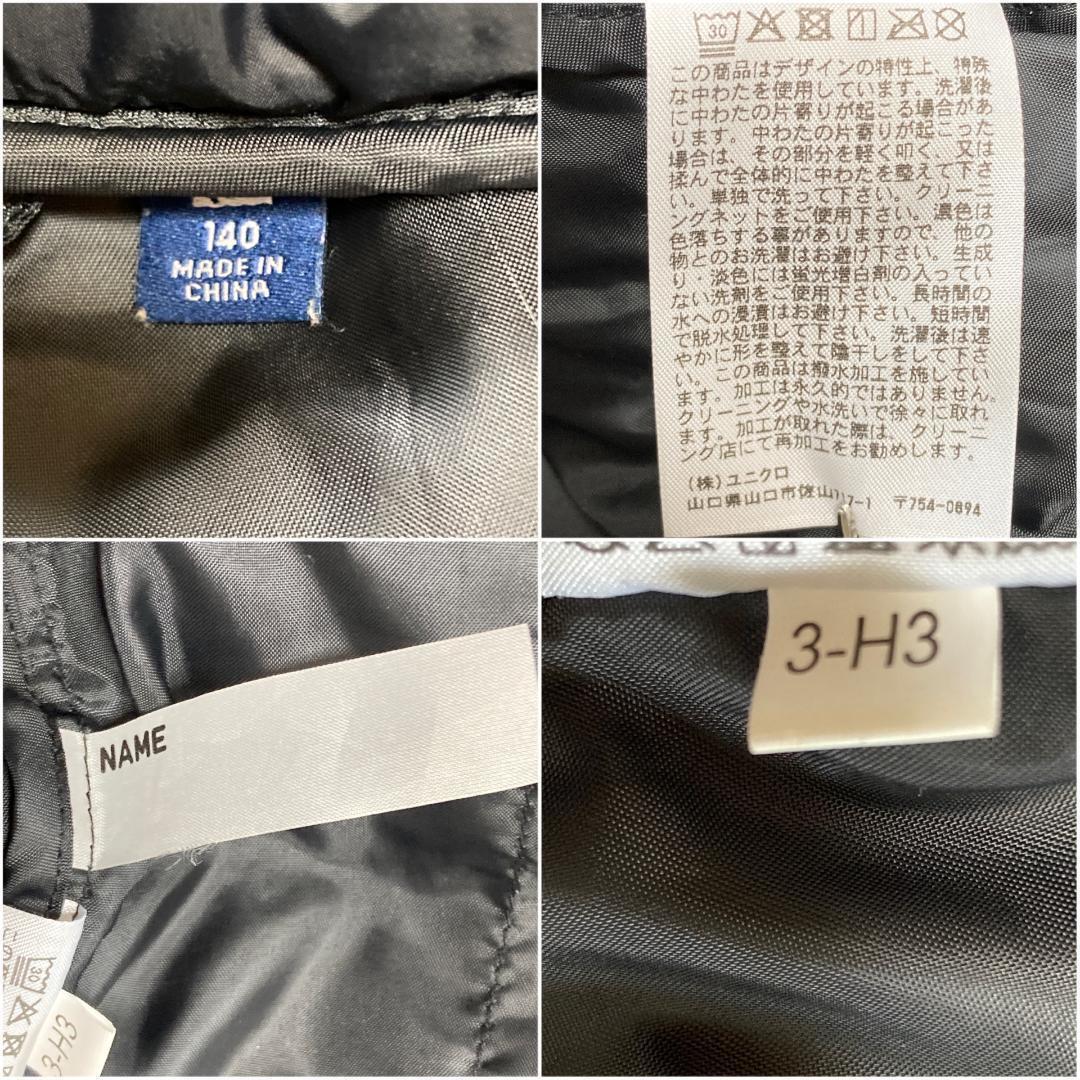 140
MADE IN
CHINA
30
この商品はデザインの特性上、特殊
な中わたを使用しています。洗濯後
に中わたの片寄りが起こる場合があ
ります。中わたの片寄りが起こった
場合は、その部分を軽く叩く、又は
揉んで全体的に中わたを整えて下さ
い。単独で洗って下さい。クリーニ
ングネットをご使用下さい。濃色は
色落ちする事がありますので、他の
物とのお洗濯はお避け下さい。生成
り、淡色には蛍光増白剤の入ってい
ない洗剤をご使用下さい。長時間の
水への浸漬はお避け下さい。短時間
で脱水処理して下さい。洗濯後は速
やかに形を整えて陰干しをして下さ
い。この商品は撥水加工を施してい
ます。加工は永久的ではありません。
クリーニングや水洗いで徐々に取れ
ます。加工が取れた際は、クリーニ
ング店にて再加工をお勧めします。
(株)ユニクロ
山口県山口市佐山717-1 〒754-0894
NAME
30
3-H3
3-H3